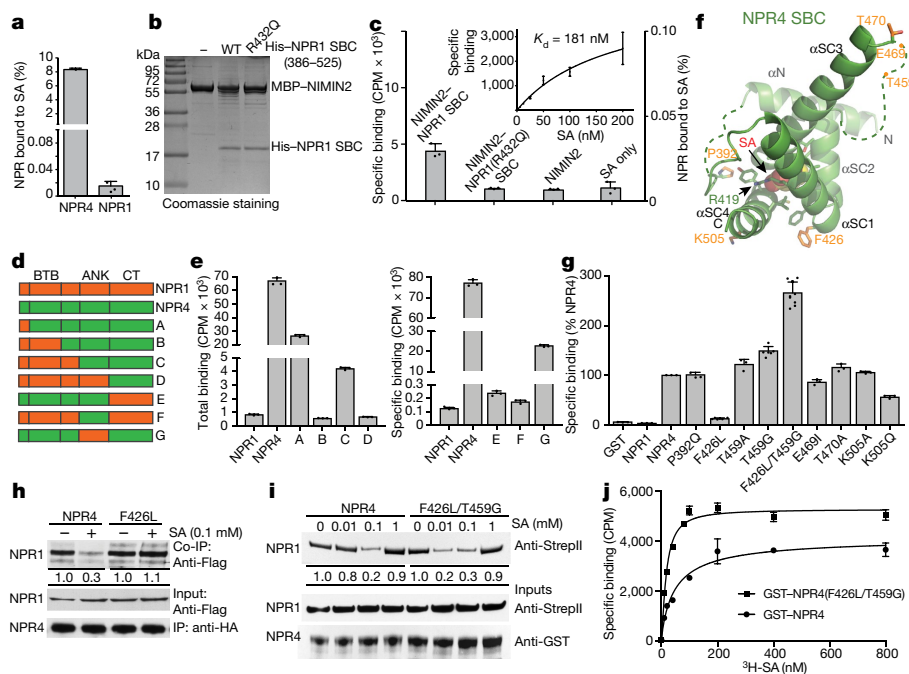 a
NPR bound to SA (%)
10
8
6
4
2
0.08
0.04
0
NPR4
NPR1
b
kDa
95
72
55
36
28
17
10
–
WT
R432Q
His–NPR1 SBC
(386–525)
MBP–NIMIN2
His–NPR1 SBC
Coomassie staining
c
Specific binding (CPM × 10³)
10
5
0
NIMIN2–
NPR1 SBC
NIMIN2–
NPR1(R432Q)
SBC
NIMIN2
SA only
Specific
binding
3,000
2,000
1,000
0
Kd = 181 nM
0 50 100 150 200
SA (nM)
0.10
0.05
0
NPR bound to SA (%)
f
NPR4 SBC
T470
αSC3
E469
T45
αN
N
P392
SA
αSC2
R419
αSC4
C
αSC1
K505
F426
d
BTB
ANK
CT
NPR1
NPR4
A
B
C
D
E
F
G
e
Total binding (CPM × 10³)
70
60
50
40
30
20
4
3
2
1
0
NPR1
NPR4
A
B
C
D
Specific binding (CPM × 10³)
80
60
40
20
0.3
0.2
0.1
0
NPR1
NPR4
E
F
G
g
Specific binding (% NPR4)
300
200
100
50
0
GST
NPR1
NPR4
P392Q
F426L
T459A
T459G
F426L/T459G
E469I
T470A
K505A
K505Q
h
NPR4 F426L
– + – + SA (0.1 mM)
NPR1
Co-IP:
Anti-Flag
1.0 0.3 1.0 1.1
NPR1
Input:
Anti-Flag
NPR4
IP: anti-HA
i
NPR4 F426L/T459G
0 0.01 0.1 1 0 0.01 0.1 1 SA (mM)
NPR1
Anti-StrepII
1.0 0.8 0.2 0.9 1.0 0.2 0.3 0.9
Inputs
NPR1
Anti-StrepII
NPR4
Anti-GST
j
Specific binding (CPM)
6,000
4,000
2,000
0
GST–NPR4(F426L/T459G)
GST–NPR4
0 200 400 600 800
³H-SA (nM)